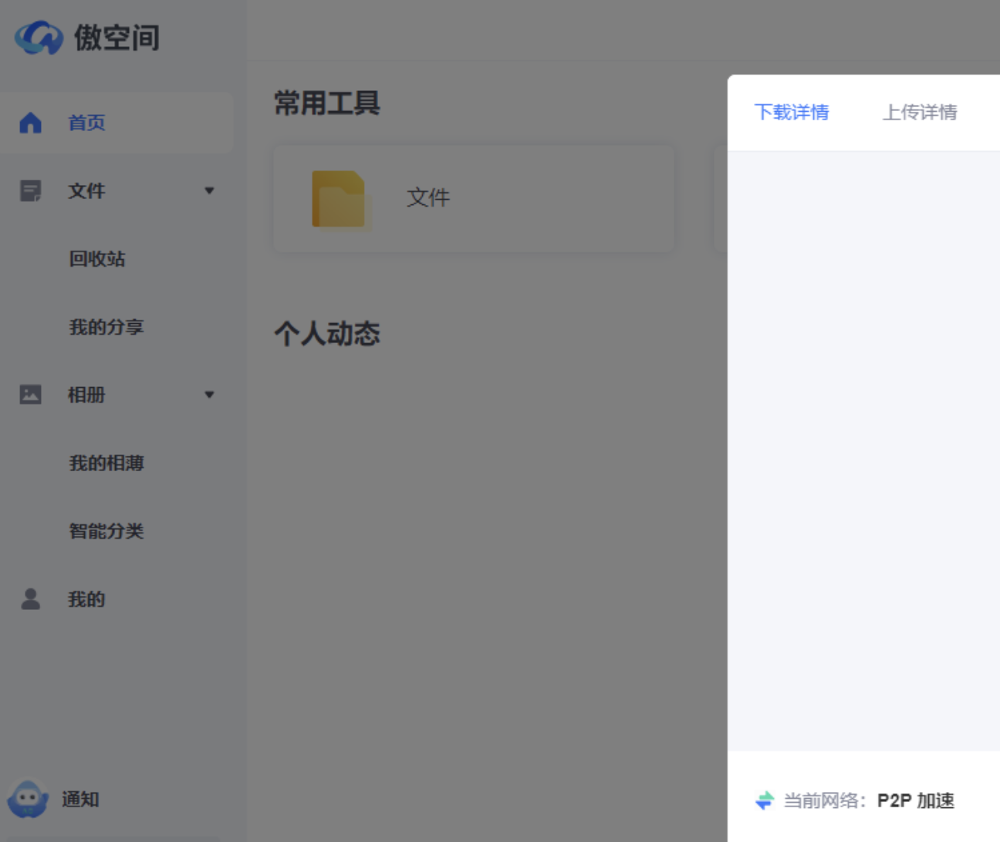 傲空间
首页
文件
回收站
我的分享
相册
我的相薄
智能分类
我的
通知
常用工具
文件
个人动态
下载详情 上传详情
当前网络: P2P 加速